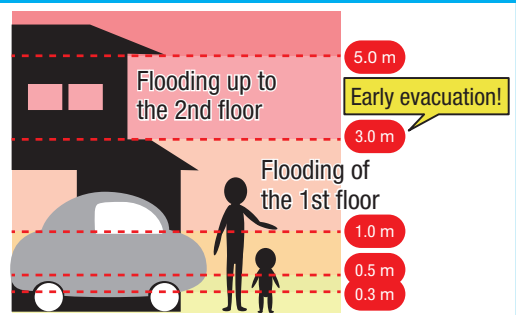 5.0 m
Flooding up to
the 2nd floor
Early evacuation!
3.0 m
Flooding of
the 1st floor
1.0 m
0.5 m
0.3 m